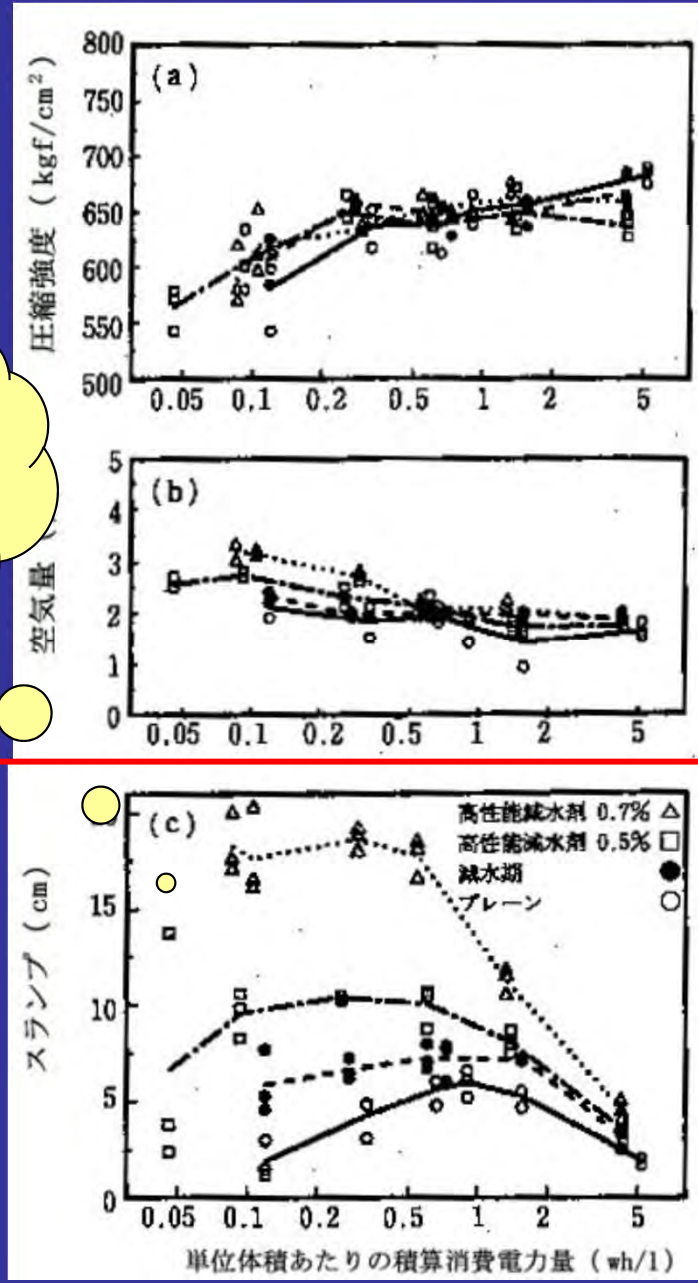 圧縮強度 ( kgf/cm²)
(a)
800
750
700
650
600
550
500
0.05 0.1 0.2 0.5 1 2 5
空気量 (
(b)
5
4
3
2
1
0
0.05 0.1 0.2 0.5 1 2 5
スランプ ( cm)
(c)
15
10
5
0
高性能減水剤 0.7% △
高性能減水剤 0.5% □
減水期 ●
プレーン ○
0.05 0.1 0.2 0.5 1 2 5
単位体積あたりの積算消費電力量 ( wh/l)